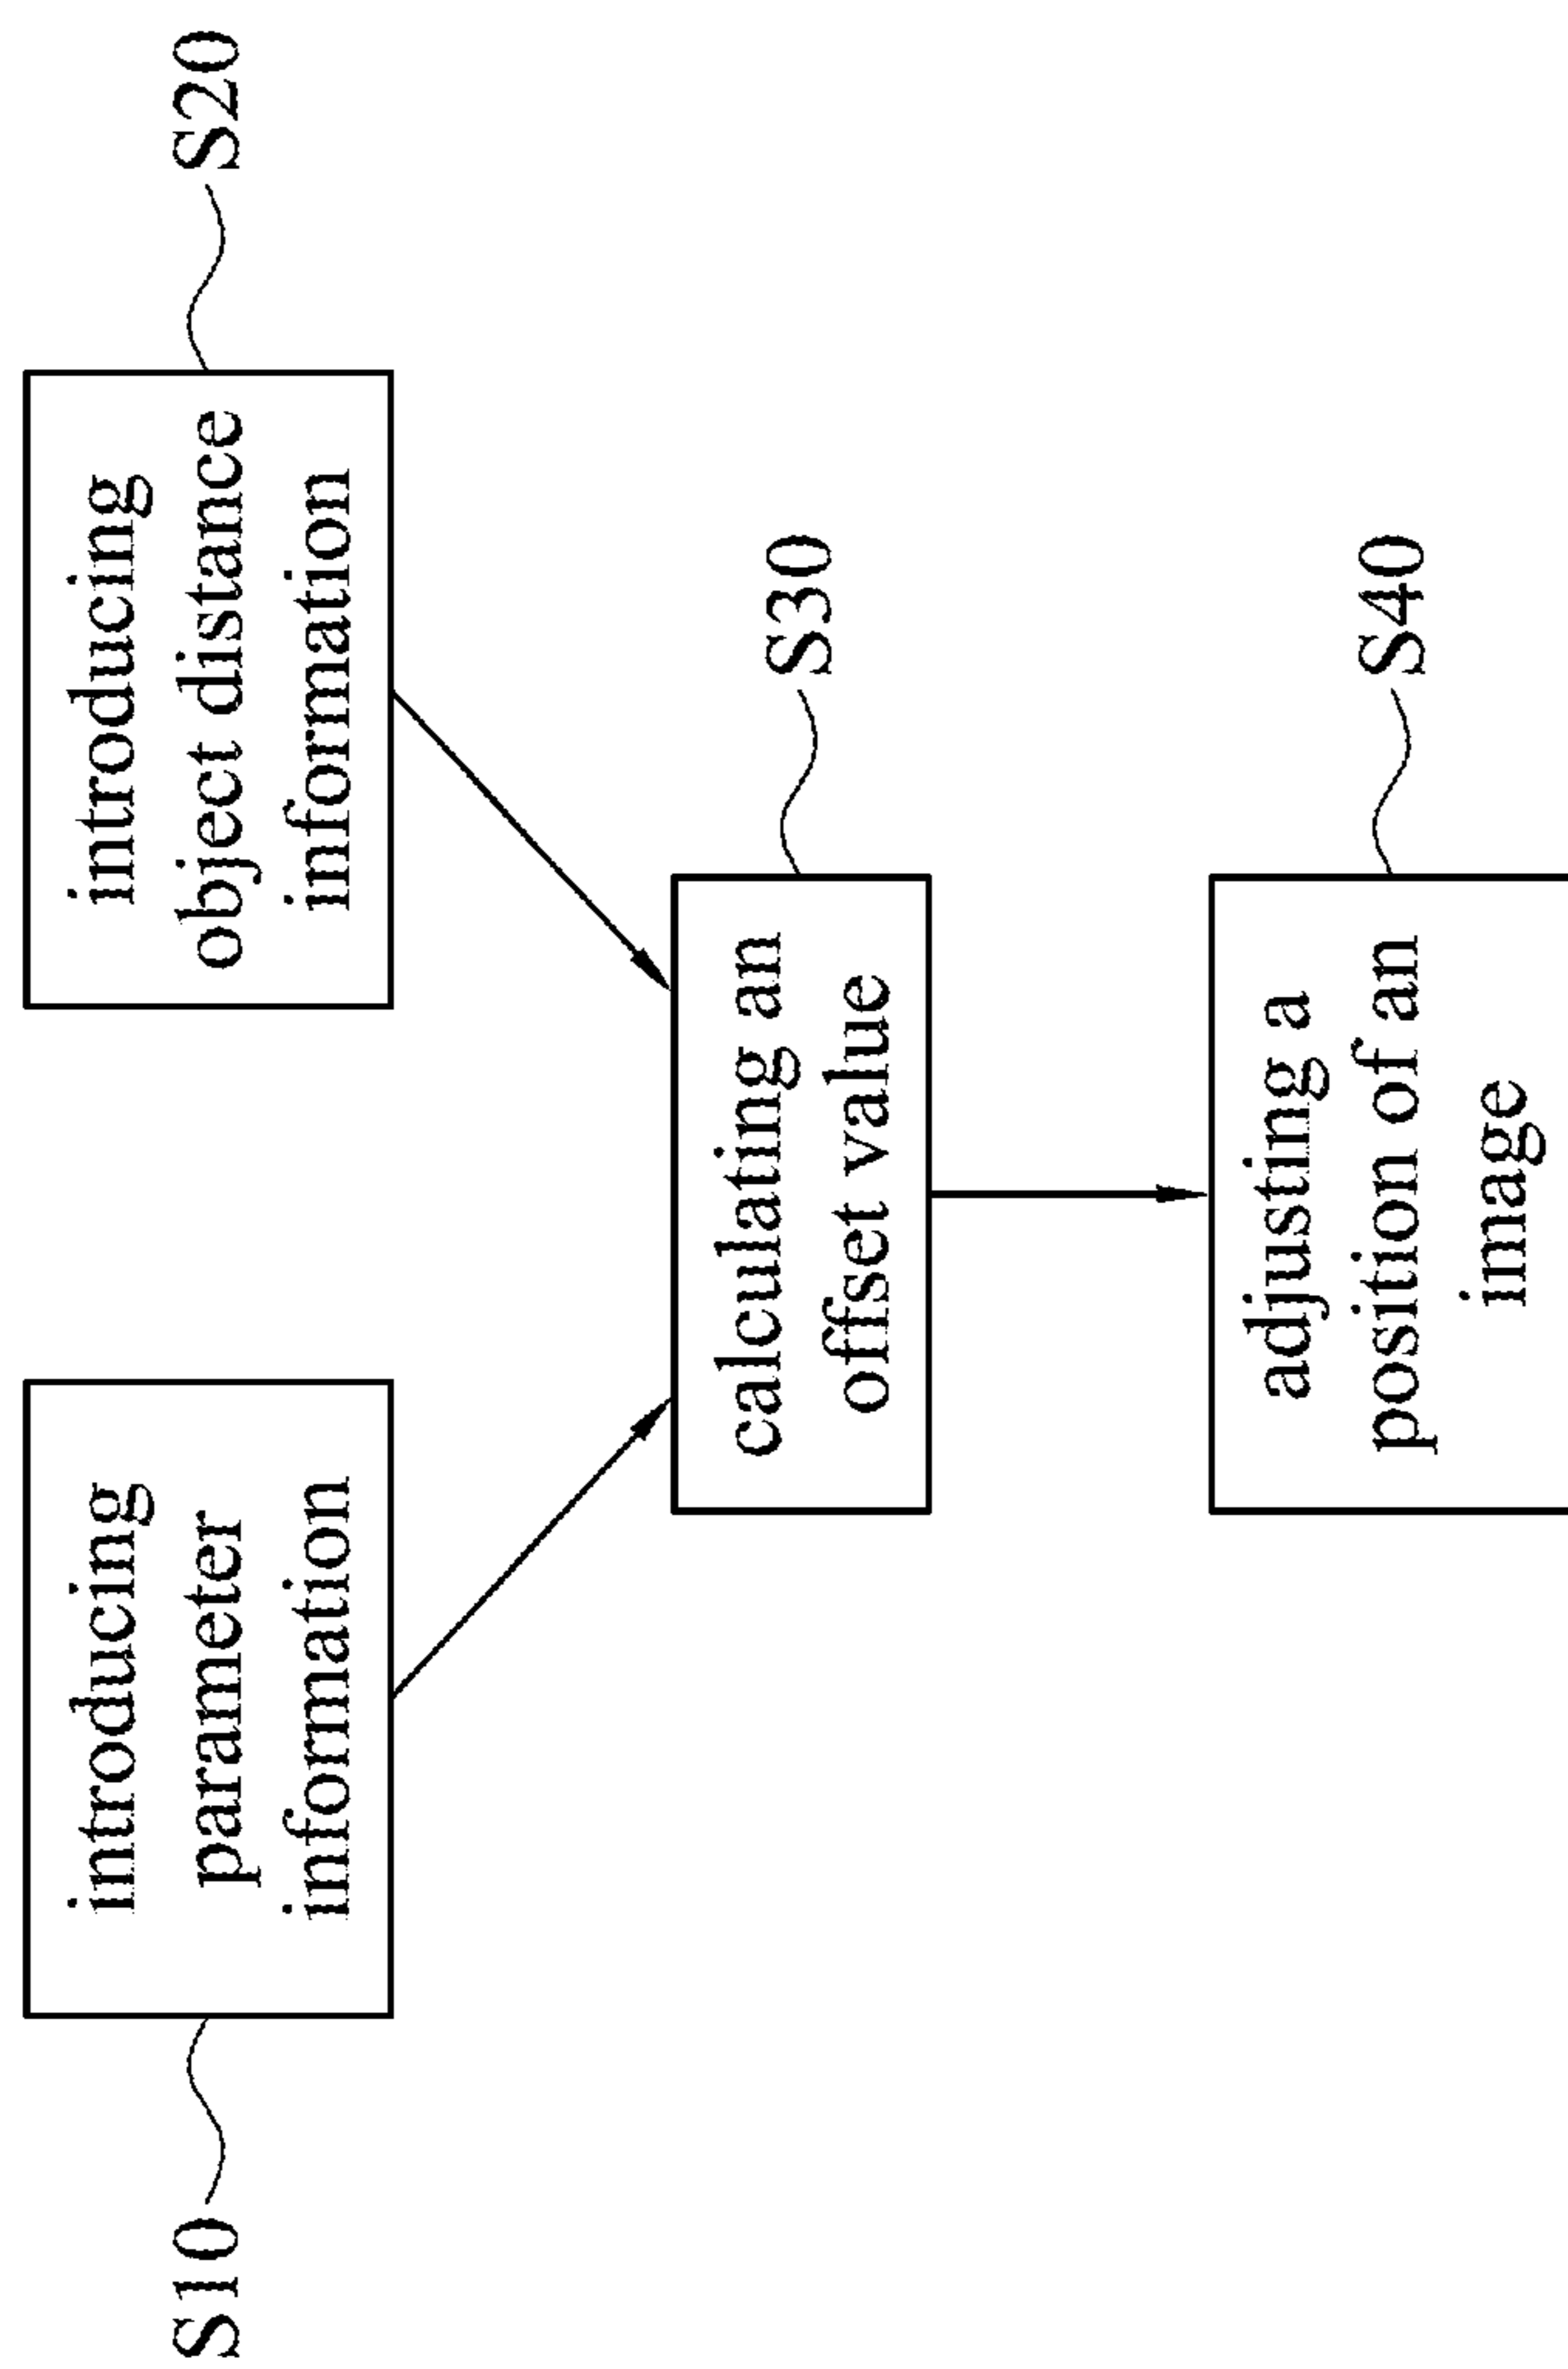 S10
introducing
parameter
information
introducing
object distance
information
S20
calculating an
offset value
S30
adjusting a
position of an
image
S40